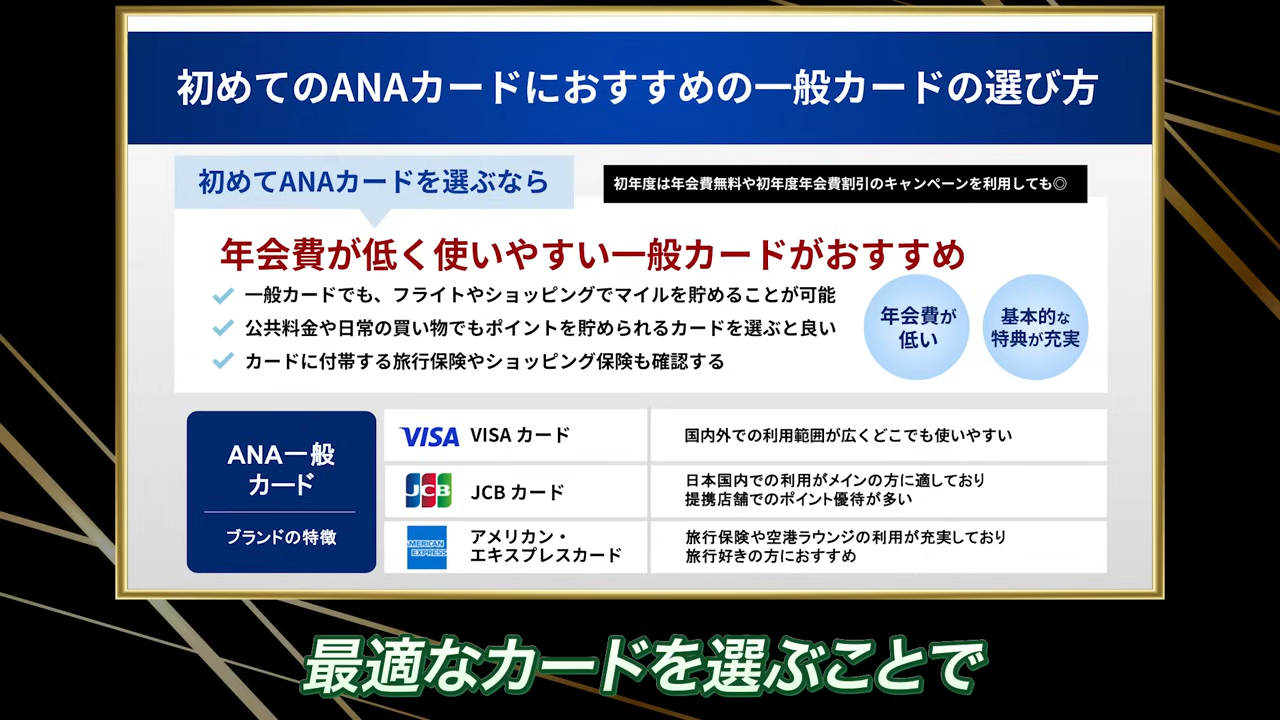 初めてのANAカードにおすすめの一般カードの選び方
初めてANAカードを選ぶなら
初年度は年会費無料や初年度年会費割引のキャンペーンを利用しても◎
年会費が低く使いやすい一般カードがおすすめ
一般カードでも、フライトやショッピングでマイルを貯めることが可能
公共料金や日常の買い物でもポイントを貯められるカードを選ぶと良い
カードに付帯する旅行保険やショッピング保険も確認する
年会費が
低い
基本的な
特典が充実
ANA一般
カード
ブランドの特徴
VISA
VISA カード
国内外での利用範囲が広くどこでも使いやすい
JCB
JCB カード
日本国内での利用がメインの方に適しており
提携店舗でのポイント優待が多い
AMERICAN
EXPRESS
アメリカン・
エキスプレスカード
旅行保険や空港ラウンジの利用が充実しており
旅行好きの方におすすめ
最適なカードを選ぶことで